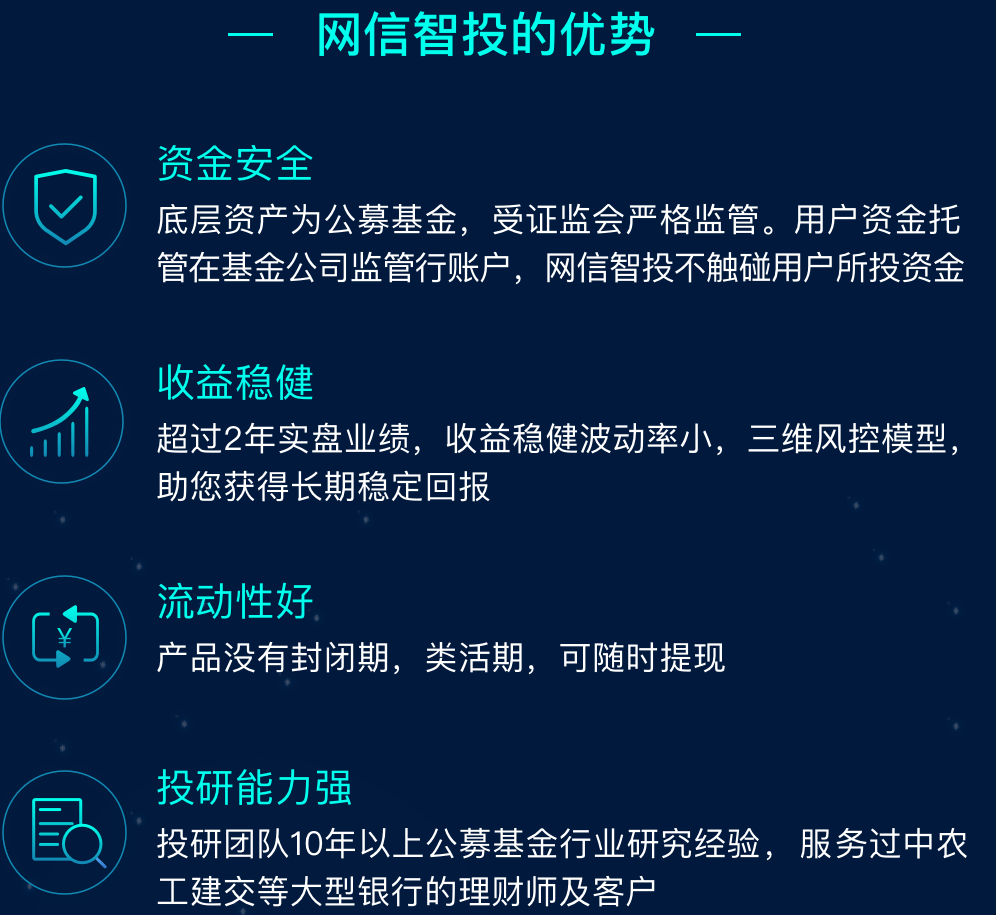 网信智投的优势
资金安全
底层资产为公募基金，受证监会严格监管。用户资金托
管在基金公司监管行账户，网信智投不触碰用户所投资金
收益稳健
超过2年实盘业绩，收益稳健波动率小，三维风控模型，
助您获得长期稳定回报
流动性好
¥
产品没有封闭期，类活期，可随时提现
投研能力强
投研团队10年以上公募基金行业研究经验，服务过中农
工建交等大型银行的理财师及客户